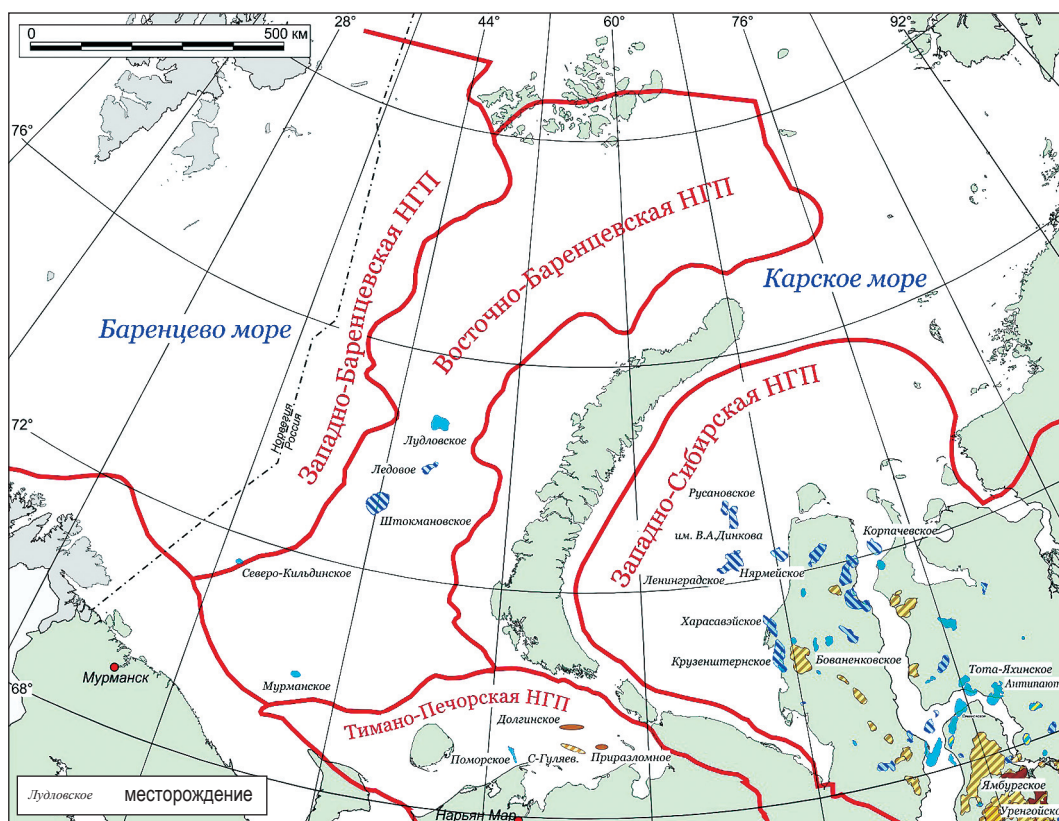 28°
44°
60°
76°
92°
0
500 км
76°
72°
68°
Западно-Баренцевская НГП
Восточно-Баренцевская НГП
Карское море
Баренцево море
Норвегия
Россия
Лудловское
Ледовое
Штокмановское
Западно-Сибирская НГП
Русановское
им. В.А.Динкова
Корпачевское
Ленинградское
Нярмейское
Северо-Кильдинское
Харасавэйское
Крузенштернское
Бованенковское
Мурманск
Мурманское
Тота-Яхинское
Антипают
Тимано-Печорская НГП
Долгинское
Поморское
С-Гуляев.
Приразломное
Ямбургское
Уренгойско
Нарьян Мар
Лудловское
месторождение